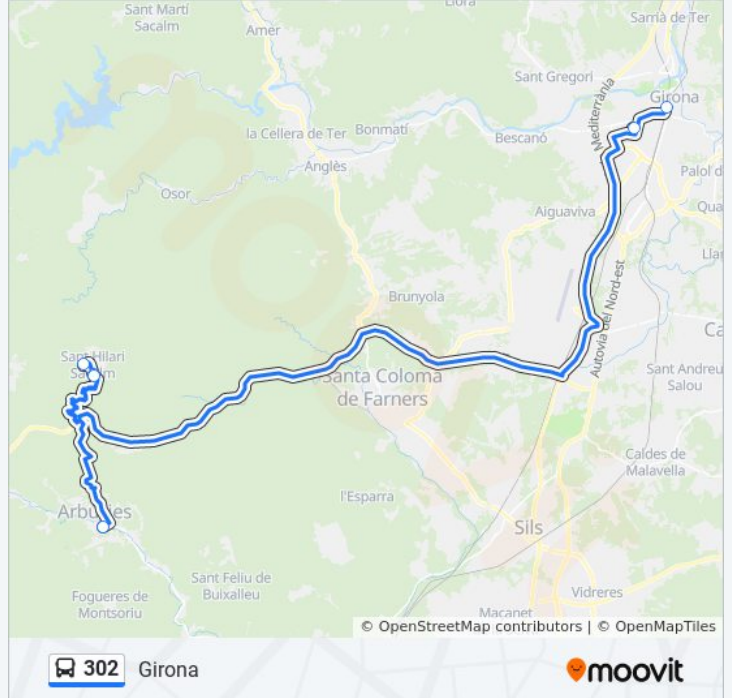 Llorà
Sant Martí
Sacalm
Sarrià de Ter
Amer
Sant Gregori
Girona
Mediterrània
la Cellera de Ter
Bonmatí
Bescanó
Anglès
Palol d
Osor
Qua
Aiguaviva
Llar
Brunyola
Autovia del Nord-est
Ca
Sant Hilari
Sacalm
Santa Coloma
de Farners
Sant Andreu
Salou
Caldes de
Malavella
l'Esparra
Arbúcies
Sils
Sant Feliu de
Buixalleu
Fogueres de
Montsoriu
Vidreres
Maçanet
© OpenStreetMap contributors | © OpenMapTiles
302 Girona
moovit